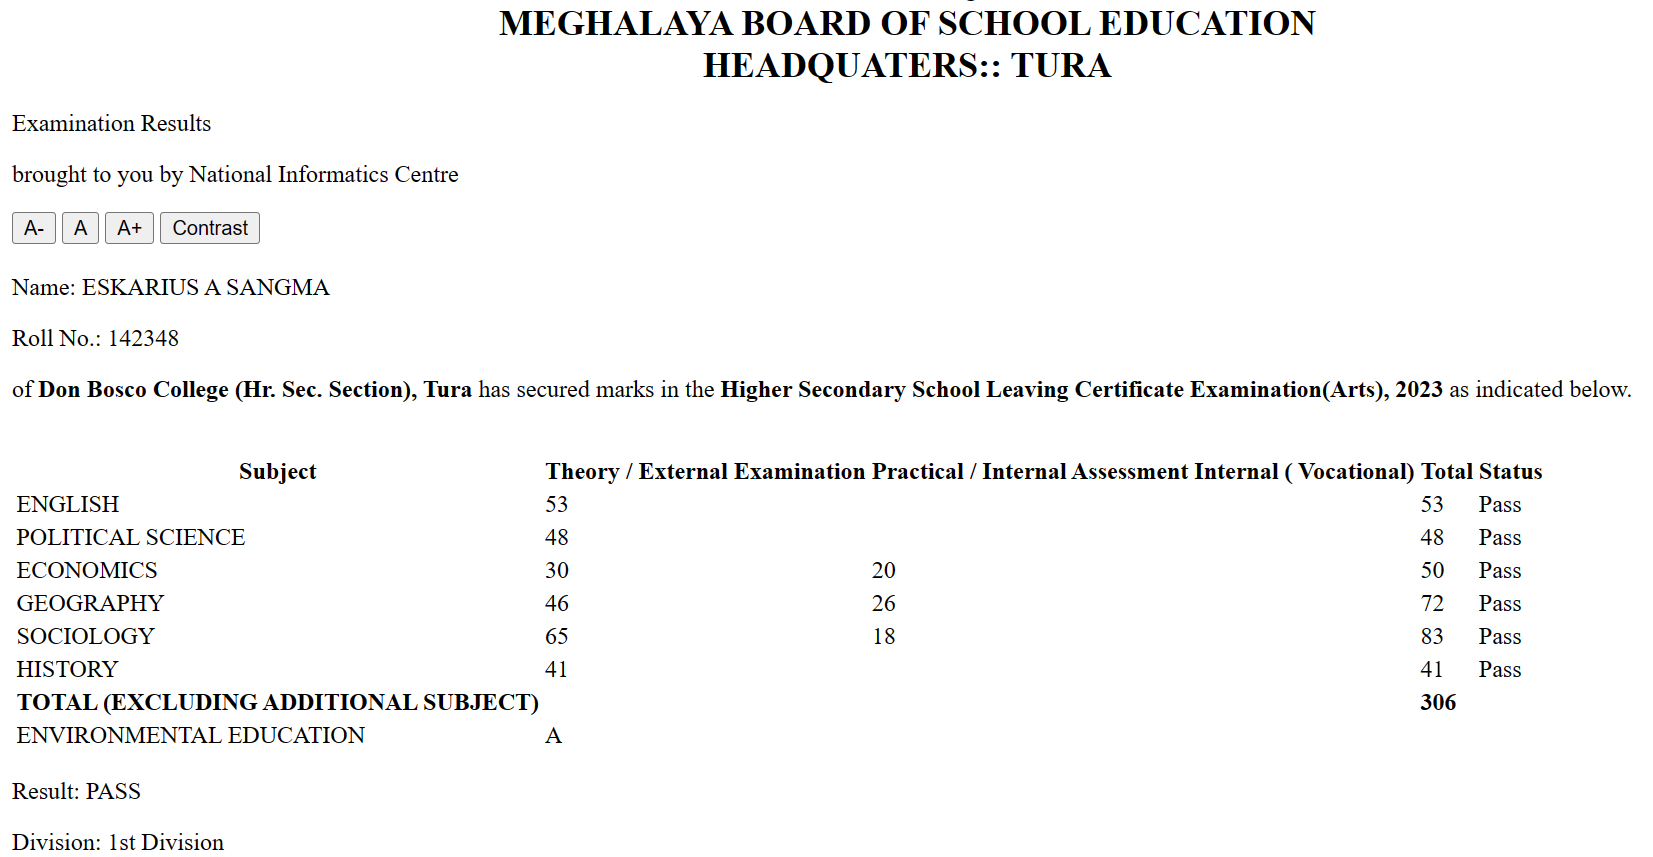 MEGHALAYA BOARD OF SCHOOL EDUCATION
HEADQUATERS:: TURA
Examination Results
brought to you by National Informatics Centre
A- A A+ Contrast
Name: ESKARIUS A SANGMA
Roll No.: 142348
of Don Bosco College (Hr. Sec. Section), Tura has secured marks in the Higher Secondary School Leaving Certificate Examination(Arts), 2023 as indicated below.
Subject Theory / External Examination Practical / Internal Assessment Internal ( Vocational) Total Status
ENGLISH 53 53 Pass
POLITICAL SCIENCE 48 48 Pass
ECONOMICS 30 20 50 Pass
GEOGRAPHY 46 26 72 Pass
SOCIOLOGY 65 18 83 Pass
HISTORY 41 41 Pass
TOTAL (EXCLUDING ADDITIONAL SUBJECT) 306
ENVIRONMENTAL EDUCATION A
Result: PASS
Division: 1st Division